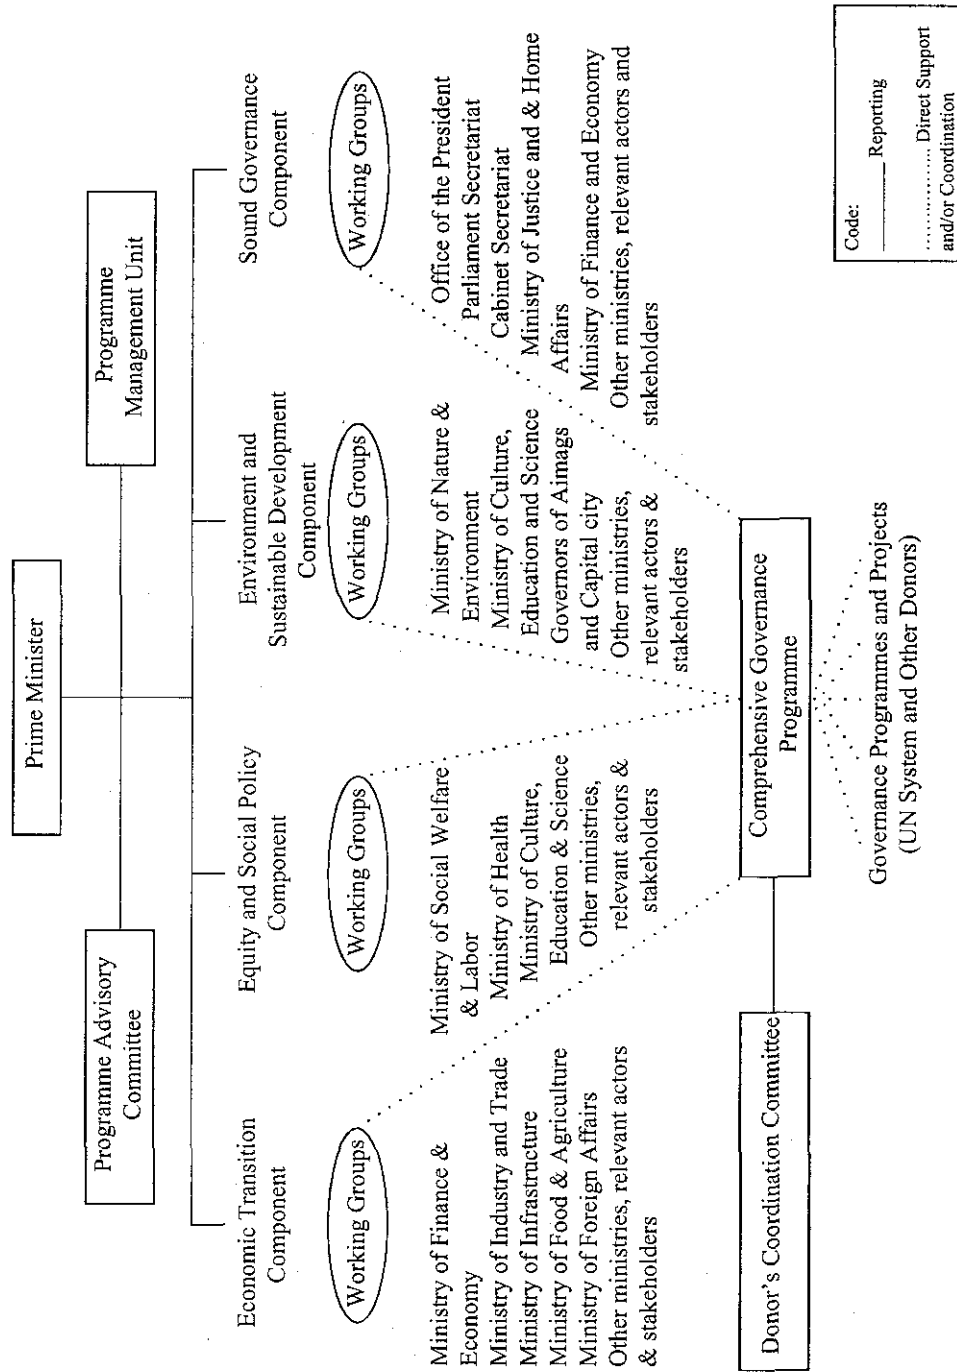 Prime Minister
Programme Advisory
Committee
Programme
Management Unit
Economic Transition
Component
Working Groups
Ministry of Finance &
Economy
Ministry of Industry and Trade
Ministry of Infrastructure
Ministry of Food & Agriculture
Ministry of Foreign Affairs
Other ministries, relevant actors
& stakeholders
Equity and Social Policy
Component
Working Groups
Ministry of Social Welfare
& Labor
Ministry of Health
Ministry of Culture,
Education & Science
Other ministries,
relevant actors &
stakeholders
Environment and
Sustainable Development
Component
Working Groups
Ministry of Nature &
Environment
Ministry of Culture,
Education and Science
Governors of Aimags
and Capital city
Other ministries,
relevant actors &
stakeholders
Sound Governance
Component
Working Groups
Office of the President
Parliament Secretariat
Cabinet Secretariat
Ministry of Justice and & Home
Affairs
Ministry of Finance and Economy
Other ministries, relevant actors and
stakeholders
Donor's Coordination Committee
Comprehensive Governance
Programme
Governance Programmes and Projects
(UN System and Other Donors)
Code:
Reporting
Direct Support
and/or Coordination